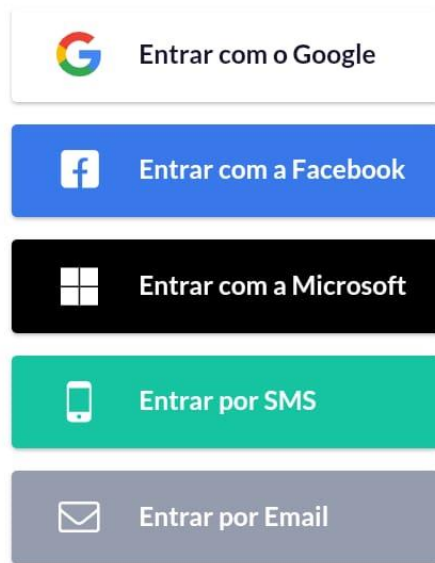 Entrar com o Google
Entrar com a Facebook
Entrar com a Microsoft
Entrar por SMS
Entrar por Email